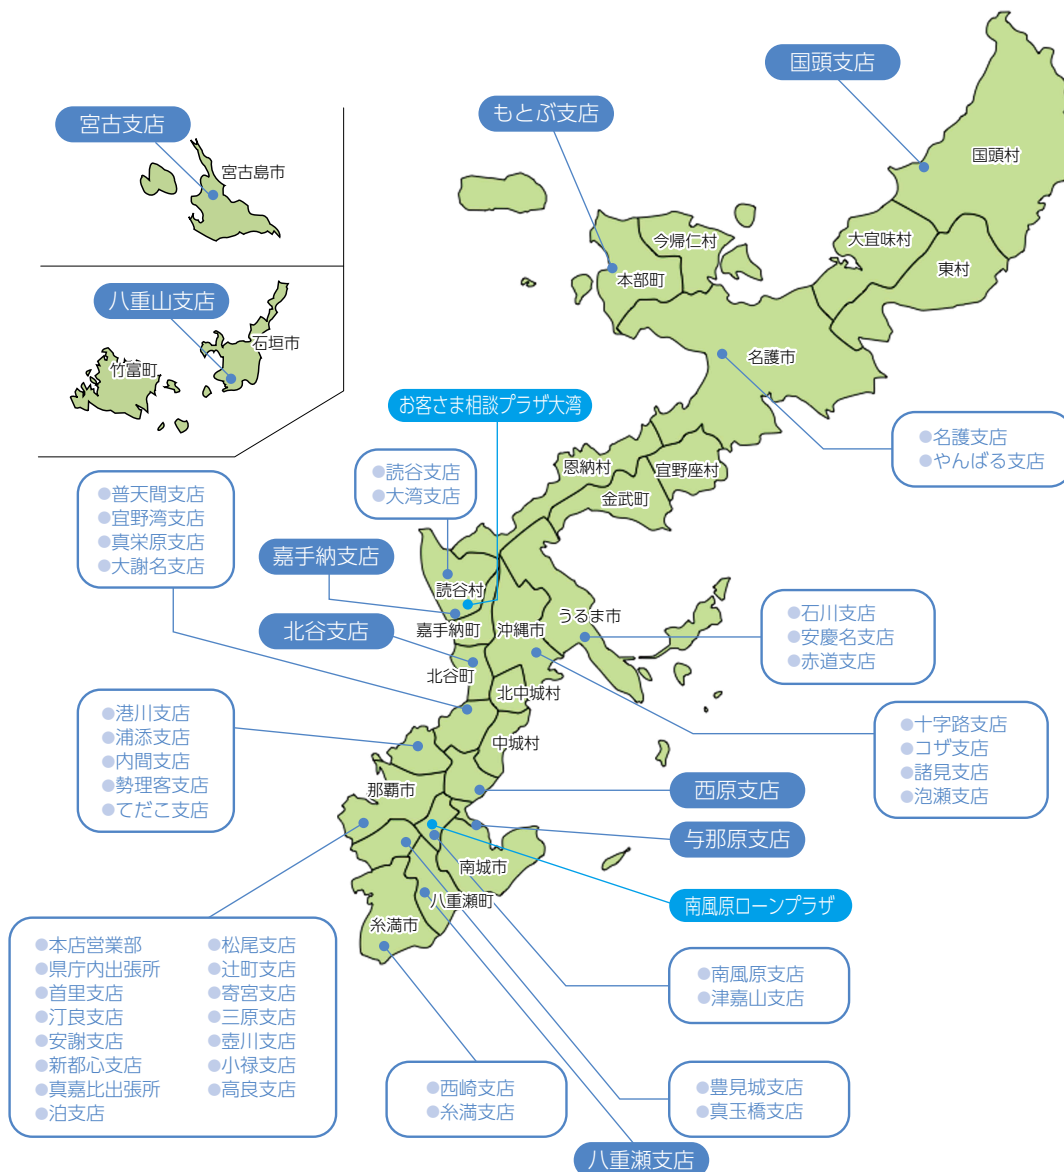 国頭支店
もとぶ支店
宮古支店
宮古島市
国頭村
大宜味村
東村
今帰仁村
本部町
名護市
八重山支店
石垣市
竹富町
お客さま相談プラザ大湾
名護支店
やんばる支店
恩納村
宜野座村
金武町
読谷支店
大湾支店
普天間支店
宜野湾支店
真栄原支店
大謝名支店
嘉手納支店
北谷支店
読谷村
嘉手納町
沖縄市
うるま市
北谷町
北中城村
中城村
石川支店
安慶名支店
赤道支店
港川支店
浦添支店
内間支店
勢理客支店
てだこ支店
十字路支店
コザ支店
諸見支店
泡瀬支店
那覇市
西原支店
与那原支店
南城市
八重瀬町
糸満市
南風原ローンプラザ
本店営業部
県庁内出張所
首里支店
汀良支店
安謝支店
新都心支店
真嘉比出張所
泊支店
松尾支店
辻町支店
寄宮支店
三原支店
壺川支店
小禄支店
高良支店
南風原支店
津嘉山支店
西崎支店
糸満支店
豊見城支店
真玉橋支店
八重瀬支店